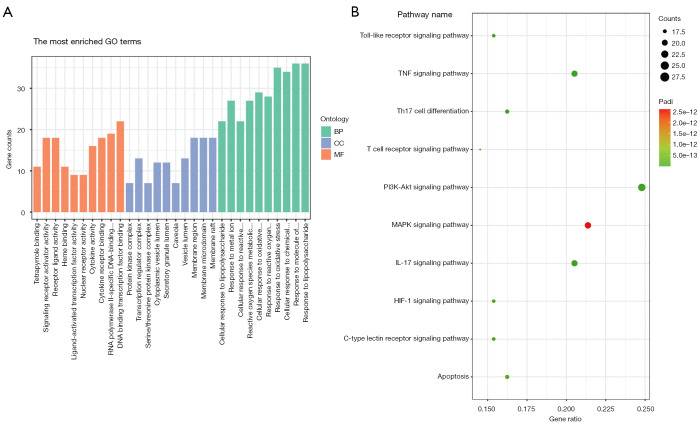 A
The most enriched GO terms
Gene counts
30
20
10
0
Tetrapyrrole binding
Signaling receptor activator activity
Receptor ligand activity
Heme binding
Ligand-activated transcription factor activity
Nuclear receptor activity
Cytokine activity
Cytokine receptor binding
RNA polymerase II-specific DNA-binding...
DNA binding transcription factor binding
Protein kinase complex
Transcription regulator complex
Serine/threonine protein kinase complex
Cytoplasmic vesicle lumen
Secretory granule lumen
Caveola
Vesicle lumen
Membrane region
Membrane microdomain
Membrane raft
Cellular response to lipopolysaccharide
Response to metal ion
Cellular response to reactive...
Reactive oxygen species metabolic...
Cellular response to oxidative...
Response to reactive oxygen...
Response to oxidative stress
Cellular response to chemical...
Response to molecule of...
Response to lipopolysaccharide
Ontology
BP
CC
MF
B
Pathway name
Toll-like receptor signaling pathway
TNF signaling pathway
Th17 cell differentiation
T cell receptor signaling pathway
PI3K-Akt signaling pathway
MAPK signaling pathway
IL-17 signaling pathway
HIF-1 signaling pathway
C-type lectin receptor signaling pathway
Apoptosis
0.150
0.175
0.200
0.225
0.250
Gene ratio
Counts
17.5
20.0
22.5
25.0
27.5
Padi
2.5e-12
2.0e-12
1.5e-12
1.0e-12
5.0e-13